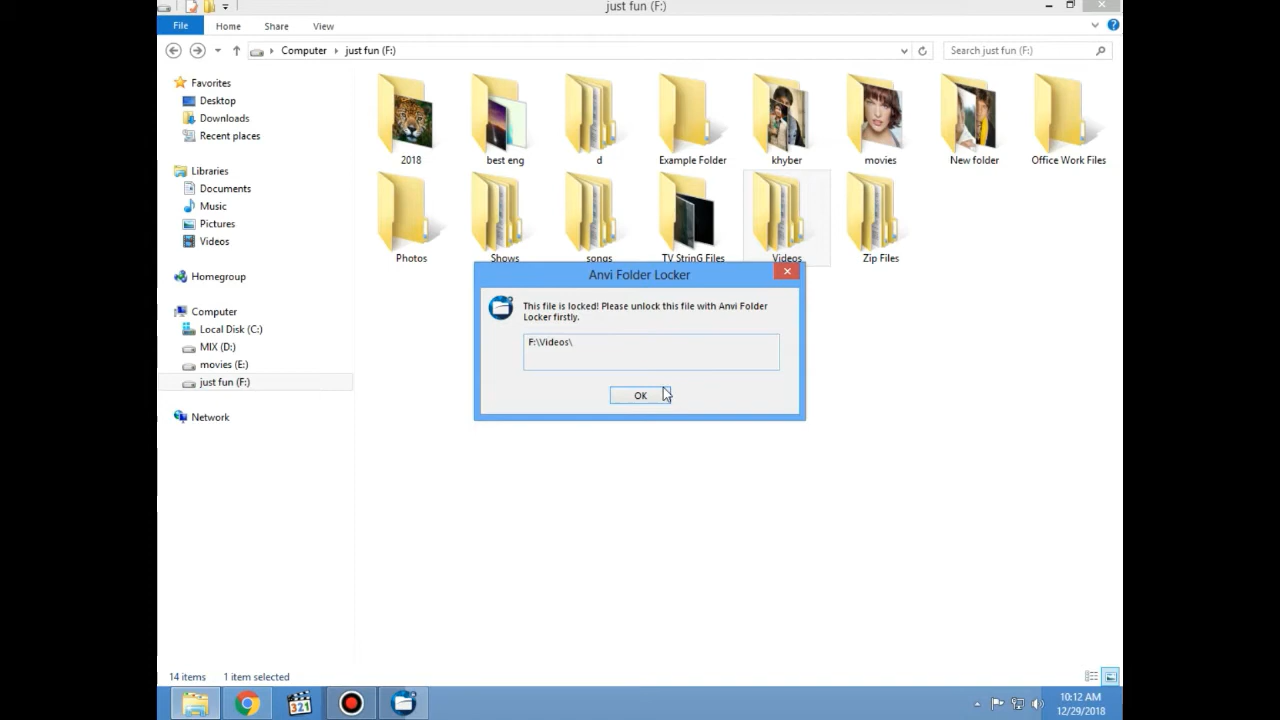 just fun (F:)
File Home Share View
Computer just fun (F:) Search just fun (F:)
Favorites
Desktop
Downloads
Recent places
Libraries
Documents
Music
Pictures
Videos
Homegroup
Computer
Local Disk (C:)
MIX (D:)
movies (E:)
just fun (F:)
Network
2018 best eng d Example Folder khyber movies New folder Office Work Files
Photos Shows songs TV StrinG Files Videos Zip Files
Anvi Folder Locker
This file is locked! Please unlock this file with Anvi Folder
Locker firstly.
F:\Videos\
OK
14 items 1 item selected
321
10:12 AM
12/29/2018